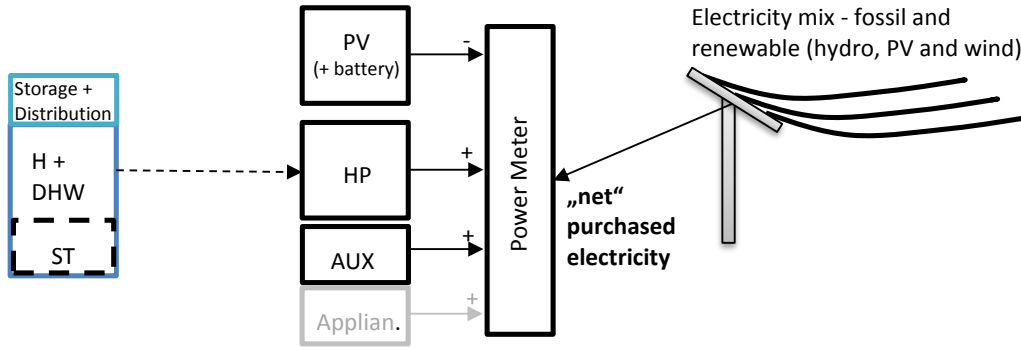 Storage +
Distribution
H +
DHW
ST
PV
(+ battery)
HP
AUX
Applian.
-
+
+
+
Power Meter
„net“
purchased
electricity
Electricity mix - fossil and
renewable (hydro, PV and wind)